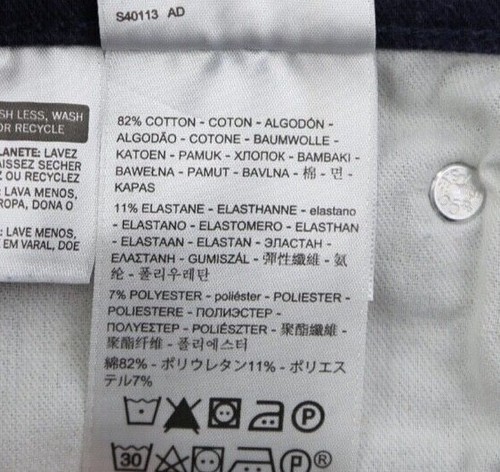 S40113 AD
SH LESS, WASH
OR RECYCLE
LANETE: LAVEZ
AISSEZ SECHER
Z OU RECYCLEZ
: LAVA MENOS,
ROPA, DONA O
: LAVE MENOS,
EM VARAL, DOE
82% COTTON - COTON - ALGODÓN -
ALGODÃO - COTONE - BAUMWOLLE -
KATOEN - PAMUK - ХЛОПОК - BAMBAKI -
BAWEŁNA - PAMUT - BAVLNA - 棉 - 면 -
KAPAS
11% ELASTANE - ELASTHANNE - elastano
- ELASTANO - ELASTOMERO - ELASTHAN
- ELASTAAN - ELASTAN - ЭЛАСТАН -
ΕΛΑΣΤΑΝΗ - GUMISZÁL - 彈性纖維 - 氨
纶 - 폴리우레탄
7% POLYESTER - poliéster - POLIESTER -
POLIESTERE - ПОЛИЭСТЕР -
ΠΟΛΥΕΣΤΕΡ - POLIÉSZTER - 聚酯纖維 -
聚酯纤维 - 폴리에스터
綿82% - ポリウレタン11% - ポリエス
テル7%
P
30 P ®